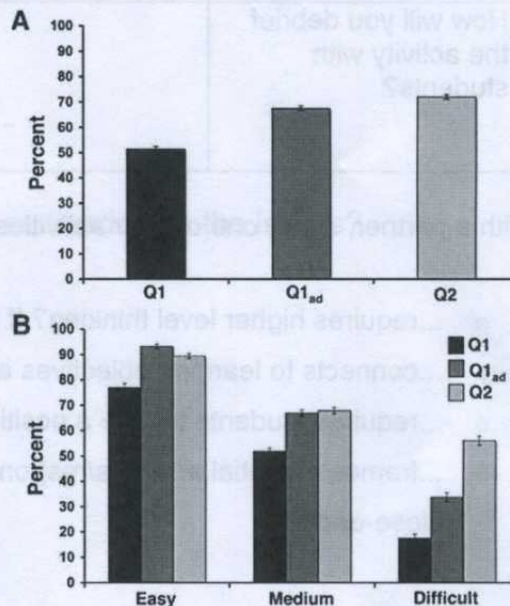 How will you debrief
the activity with
students?
A
100
90
80
70
60
50
40
30
20
10
0
Percent
Q1
Q1ad
Q2
...requires higher level thinking?
...connects to learning objectives
B
100
90
80
70
60
50
40
30
20
10
0
Percent
Q1
Q1ad
Q2
Easy
Medium
Difficult